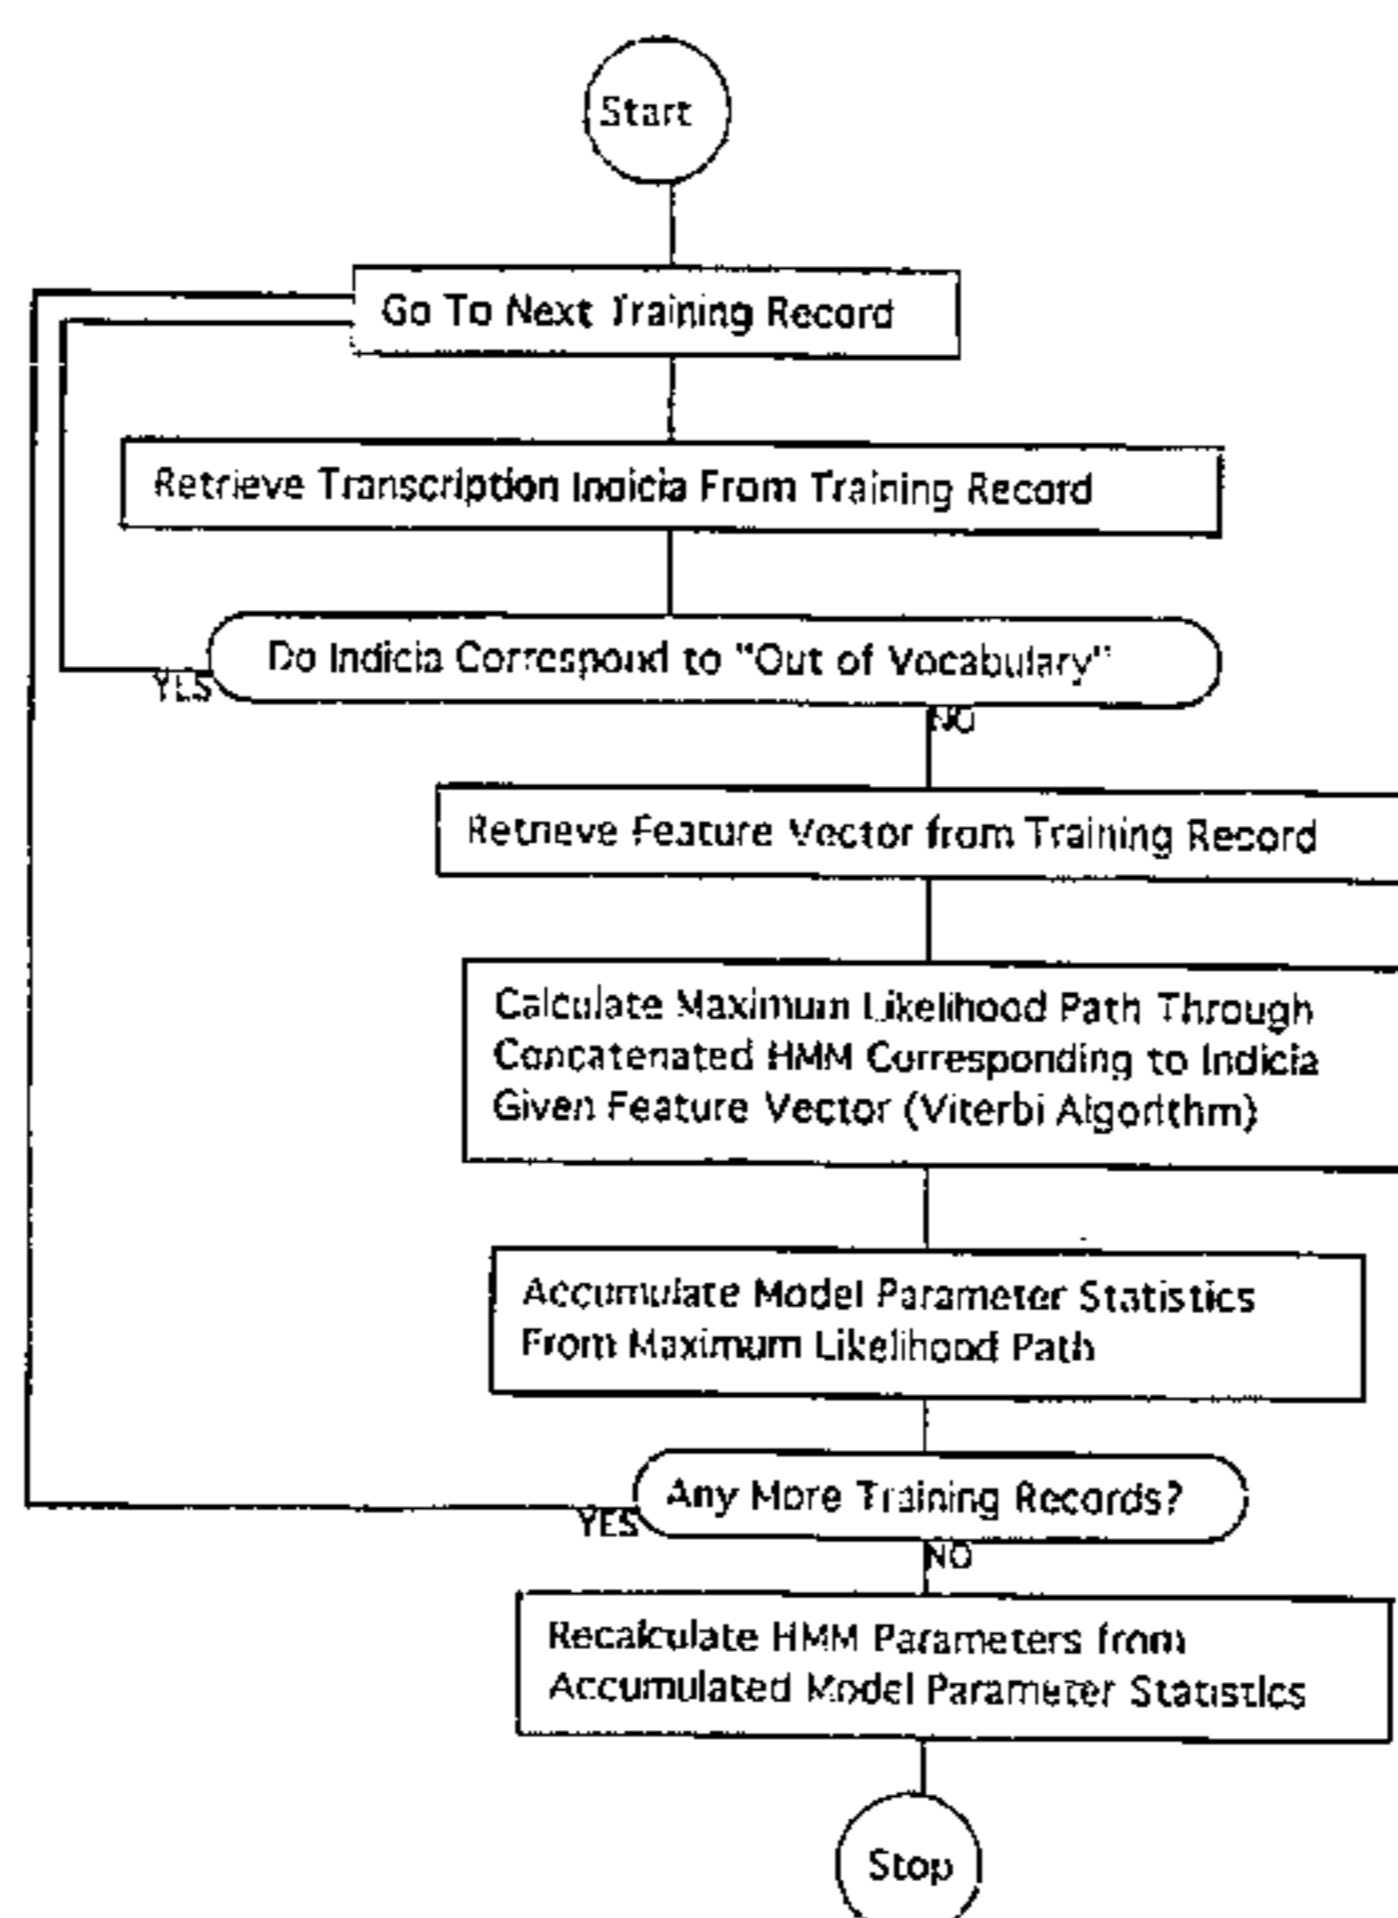 Start
Go To Next Training Record
Retrieve Transcription Indicia From Training Record
Do Indicia Correspond to "Out of Vocabulary"
YES
NO
Retrieve Feature Vector from Training Record
Calculate Maximum Likelihood Path Through
Concatenated HMM Corresponding to Indicia
Given Feature Vector (Viterbi Algorithm)
Accumulate Model Parameter Statistics
From Maximum Likelihood Path
Any More Training Records?
YES
NO
Recalculate HMM Parameters from
Accumulated Model Parameter Statistics
Stop